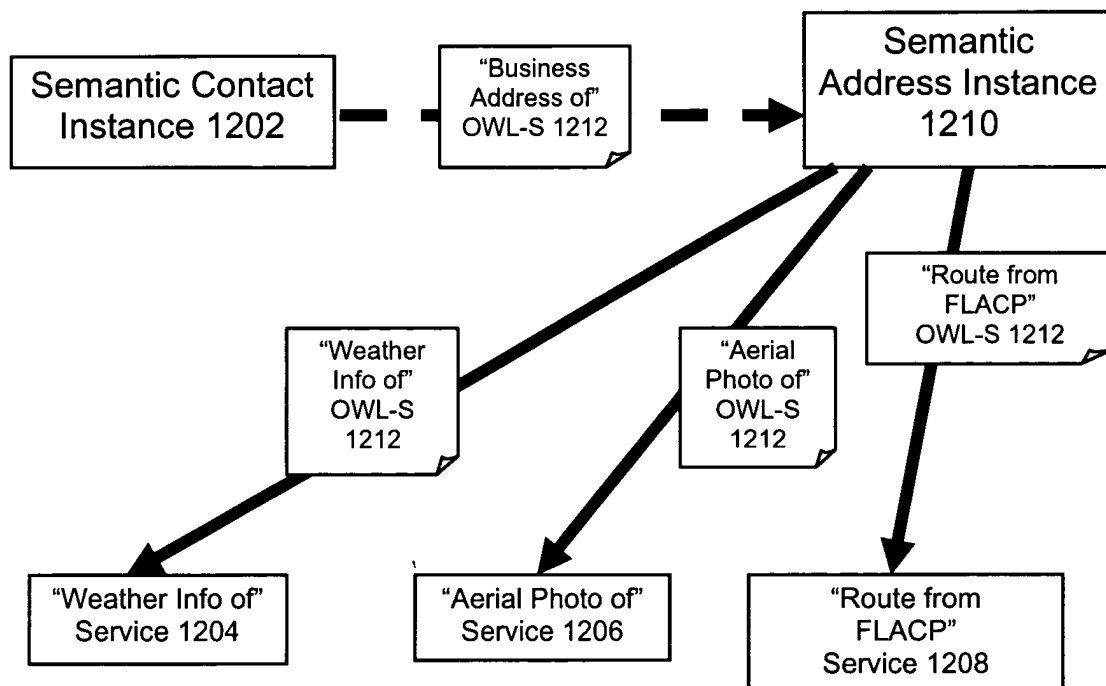 Semantic Contact
Instance 1202
“Business
Address of”
OWL-S 1212
Semantic
Address Instance
1210
“Route from
FLACP”
OWL-S 1212
“Weather
Info of”
OWL-S
1212
“Aerial
Photo of”
OWL-S
1212
“Weather Info of”
Service 1204
“Aerial Photo of”
Service 1206
“Route from
FLACP”
Service 1208